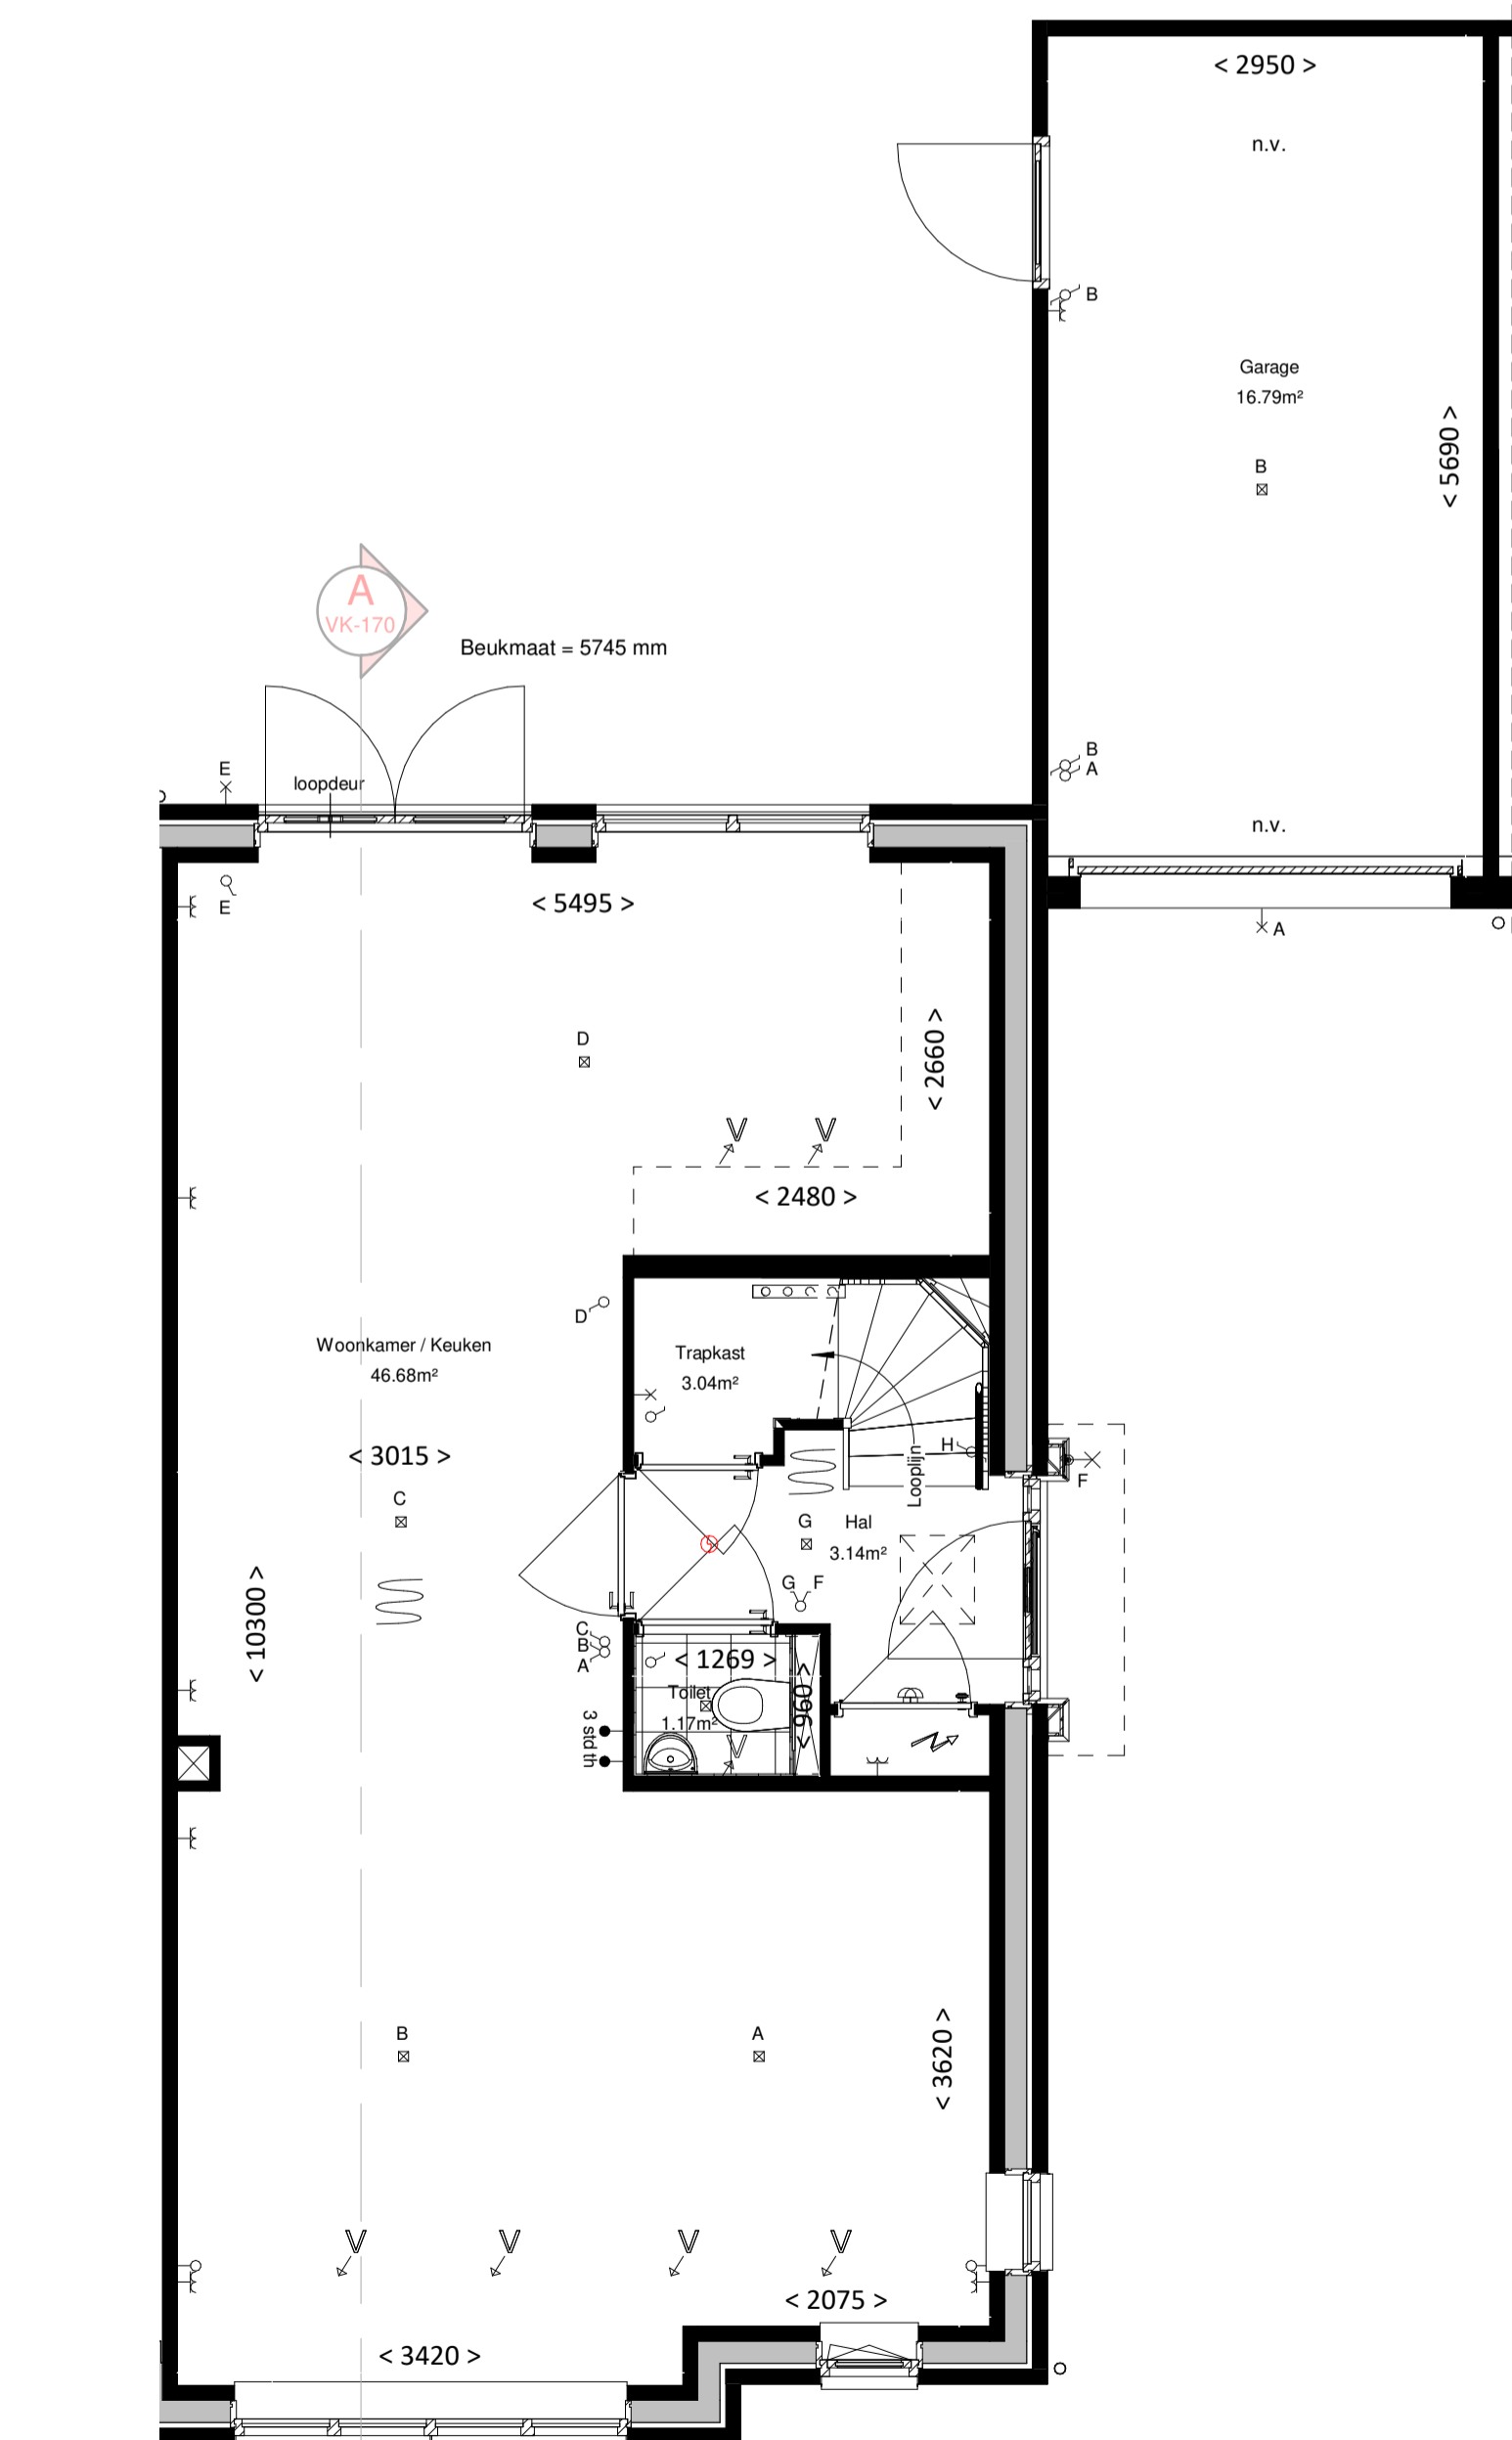 < 2950 >
n.v.
B
Garage
16.79m²
< 5690 >
B
A
VK-170
Beukmaat = 5745 mm
B
A
E
loopdeur
n.v.
E
< 5495 >
A
D
< 2660 >
V V
< 2480 >
D
Woonkamer / Keuken
46.68m²
Trapkast
3.04m²
< 3015 >
H
Looplijn
F
C
G
Hal
3.14m²
G F
< 10300 >
C
B
A
< 1269 >
Toilet
1.17m²
< 960 >
3 std th
V
B
A
< 3620 >
V V V V
< 2075 >
< 3420 >